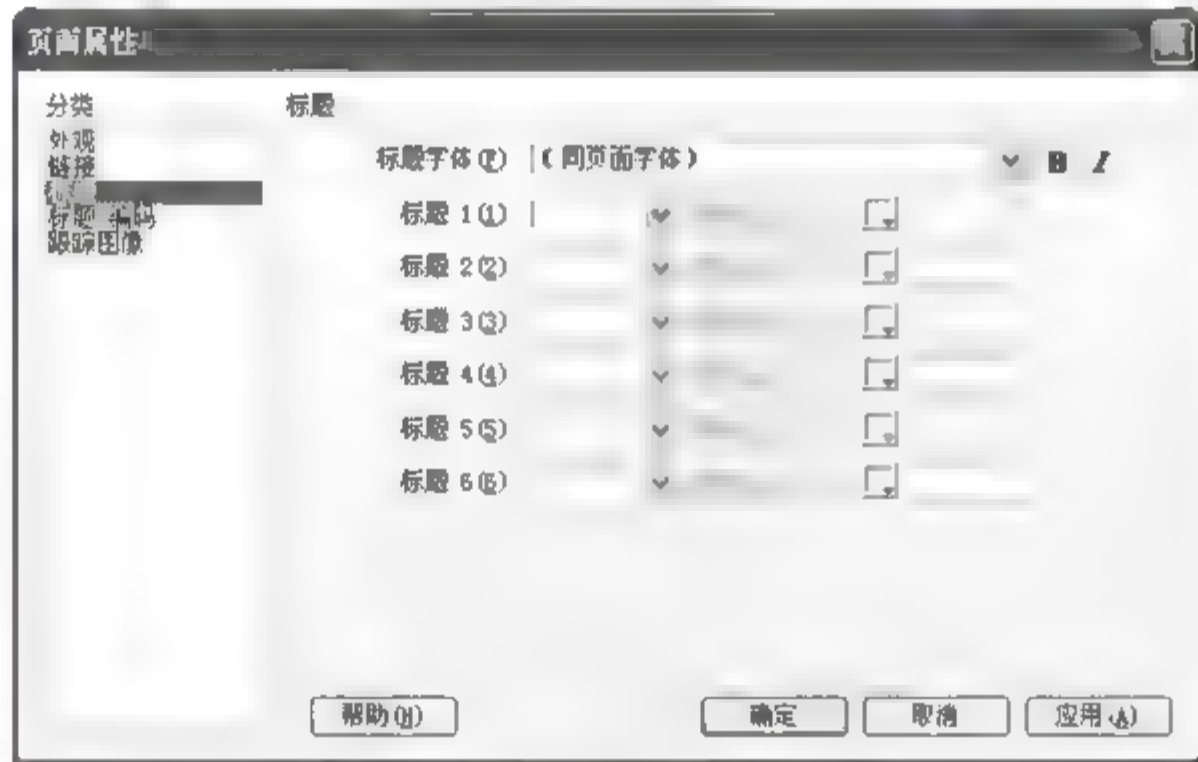 页面属性
分类
外观
链接
标题/编码
跟踪图像
标题
标题字体(F) (同页面字体) B I
标题 1(1)
标题 2(2)
标题 3(3)
标题 4(4)
标题 5(5)
标题 6(6)
帮助(H) 确定 取消 应用(A)